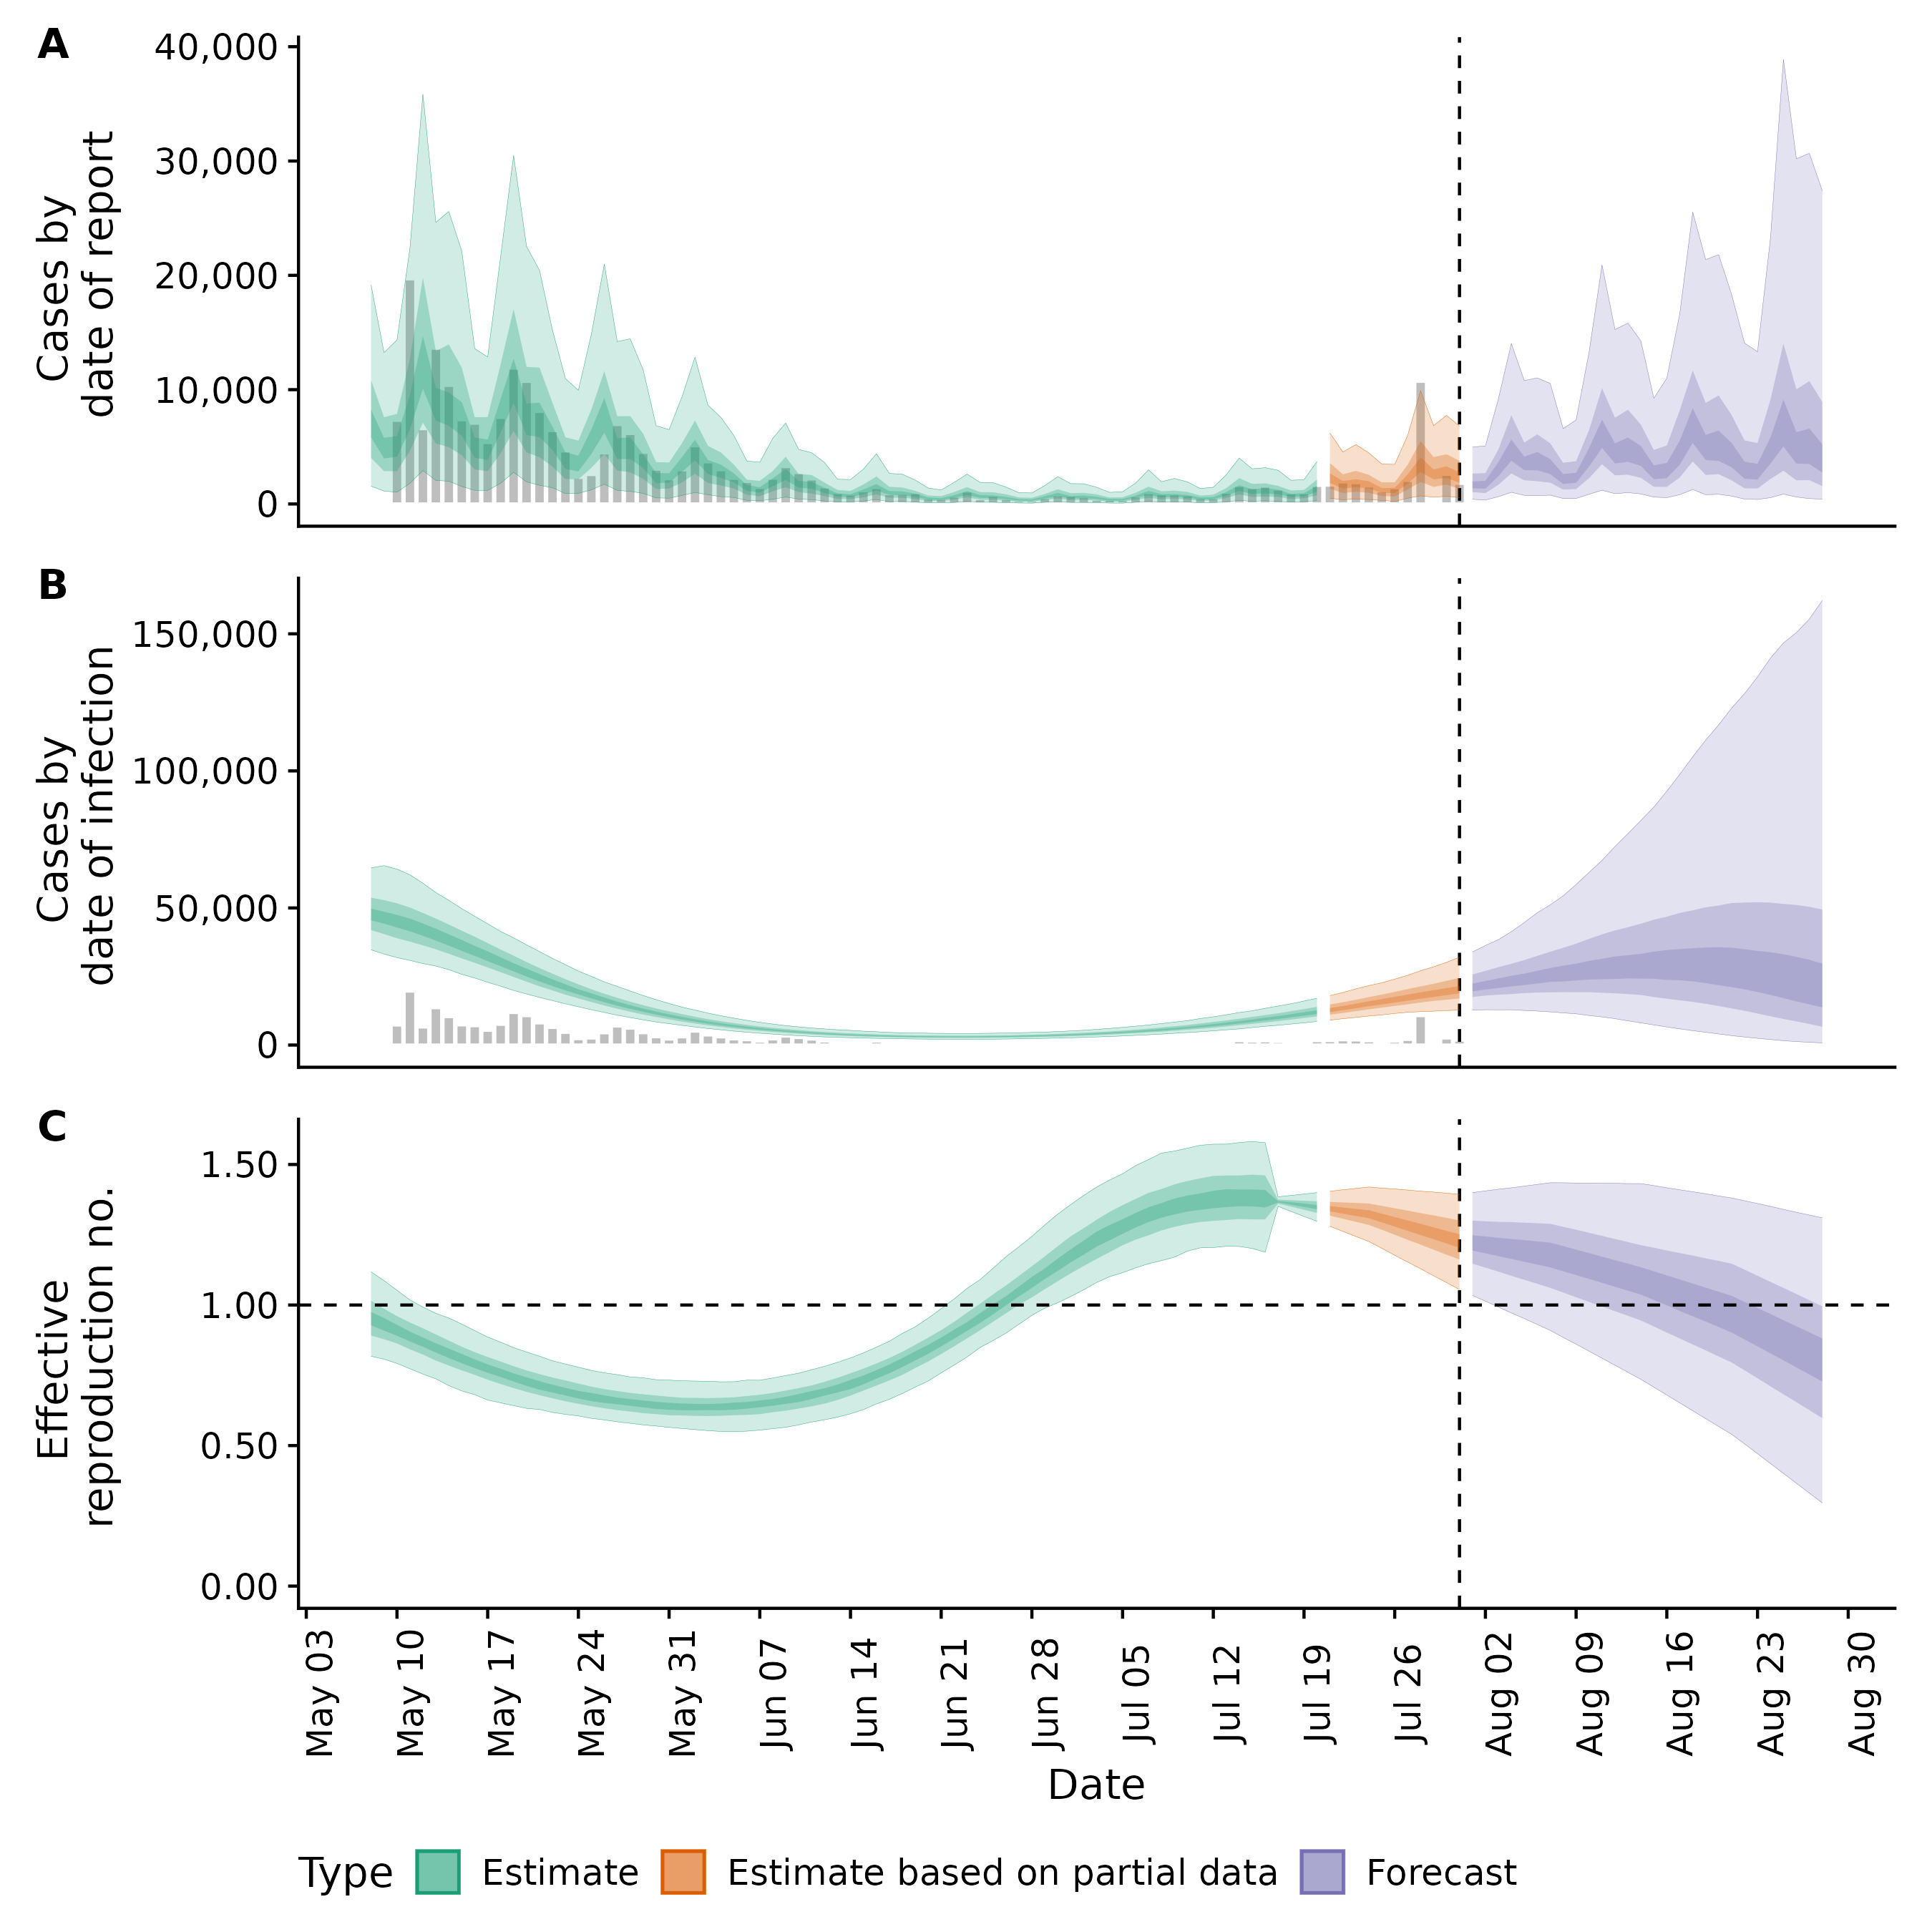 A
Cases by
date of report
40,000
30,000
20,000
10,000
0
B
Cases by
date of infection
150,000
100,000
50,000
0
C
Effective
reproduction no.
1.50
1.00
0.50
0.00
May 03
May 10
May 17
May 24
May 31
Jun 07
Jun 14
Jun 21
Jun 28
Jul 05
Jul 12
Jul 19
Jul 26
Aug 02
Aug 09
Aug 16
Aug 23
Aug 30
Date
Type Estimate Estimate based on partial data Forecast